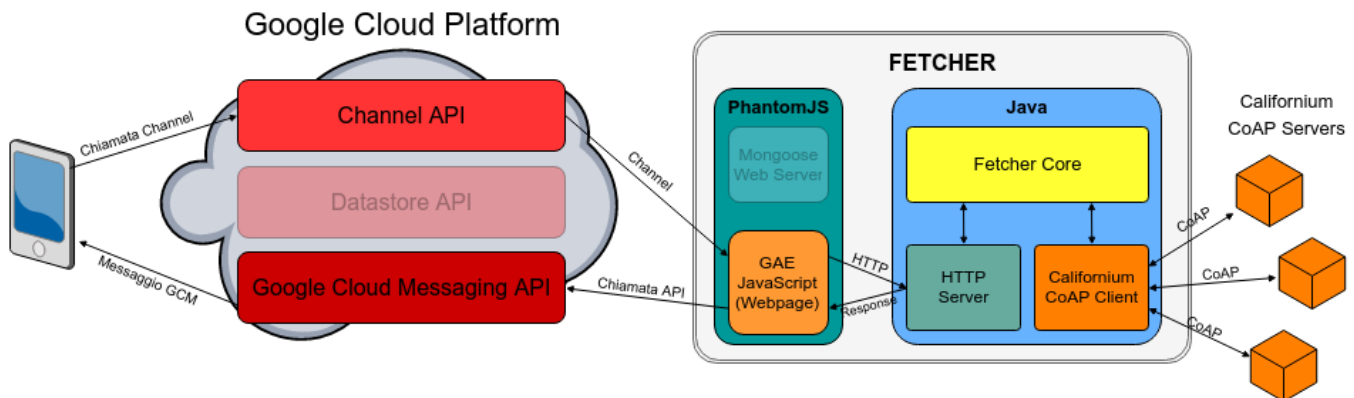 Google Cloud Platform
FETCHER
PhantomJS
Java
Californium
CoAP Servers
Chiamata Channel
Channel API
Channel
Mongoose
Web Server
Fetcher Core
Datastore API
CoAP
Messaggio GCM
Google Cloud Messaging API
Chiamata API
GAE
JavaScript
(Webpage)
HTTP
Response
HTTP
Server
Californium
CoAP Client
CoAP
CoAP